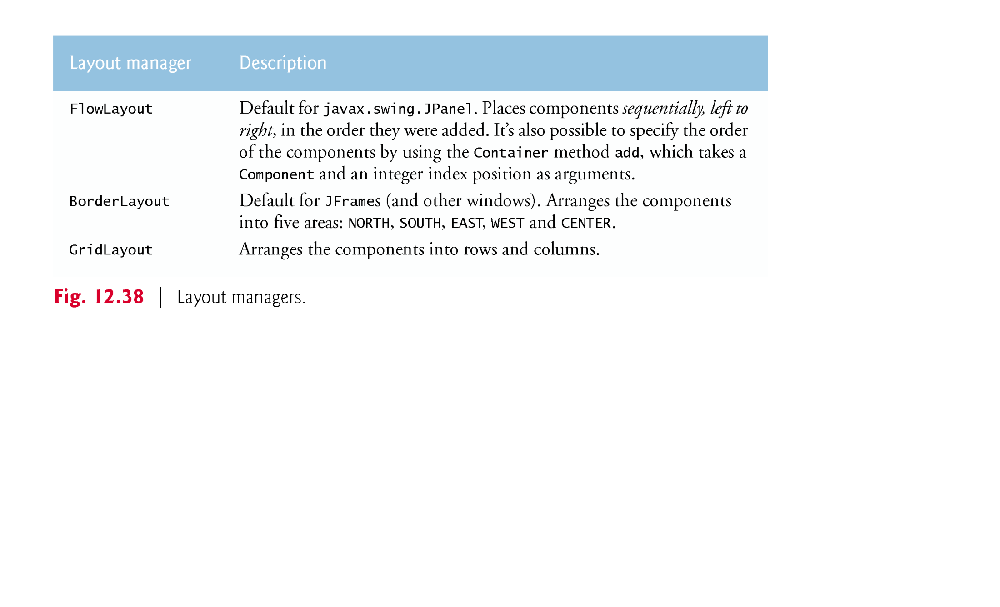 Layout manager Description
FlowLayout Default for javax.swing.JPanel. Places components sequentially, left to
right, in the order they were added. It’s also possible to specify the order
of the components by using the Container method add, which takes a
Component and an integer index position as arguments.
BorderLayout Default for JFrames (and other windows). Arranges the components
into five areas: NORTH, SOUTH, EAST, WEST and CENTER.
GridLayout Arranges the components into rows and columns.
Fig. 12.38 | Layout managers.